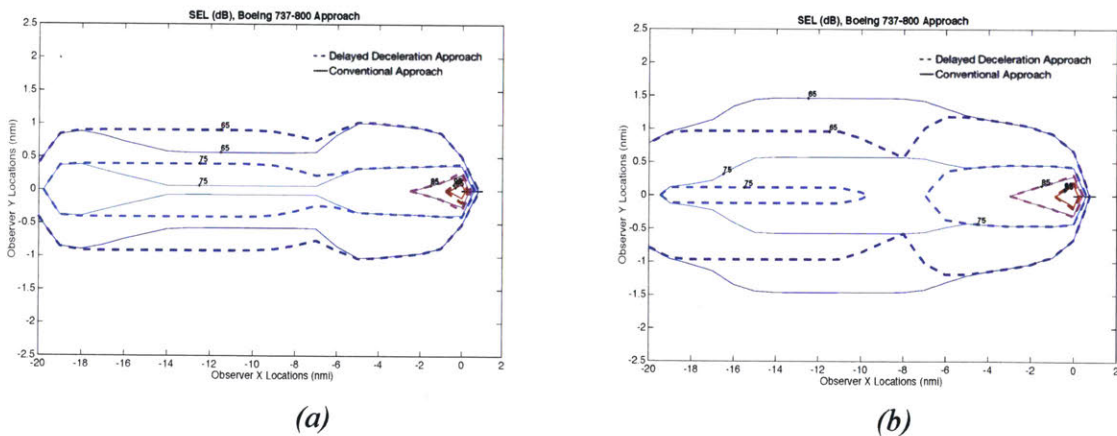 SEL (dB), Boeing 737-800 Approach
Delayed Deceleration Approach
Conventional Approach
Observer Y Locations (nmi)
2.5
2
1.5
1
0.5
0
-0.5
-1
-1.5
-2
-2.5
65
65
75
75
85
-20 -18 -16 -14 -12 -10 -8 -6 -4 -2 0 2
Observer X Locations (nmi)
(a)
SEL (dB), Boeing 737-800 Approach
Delayed Deceleration Approach
Conventional Approach
Observer Y Locations (nmi)
2.5
2
1.5
1
0.5
0
-0.5
-1
-1.5
-2
-2.5
65
65
75
75
85
75
-20 -18 -16 -14 -12 -10 -8 -6 -4 -2 0 2
Observer X Locations (nmi)
(b)